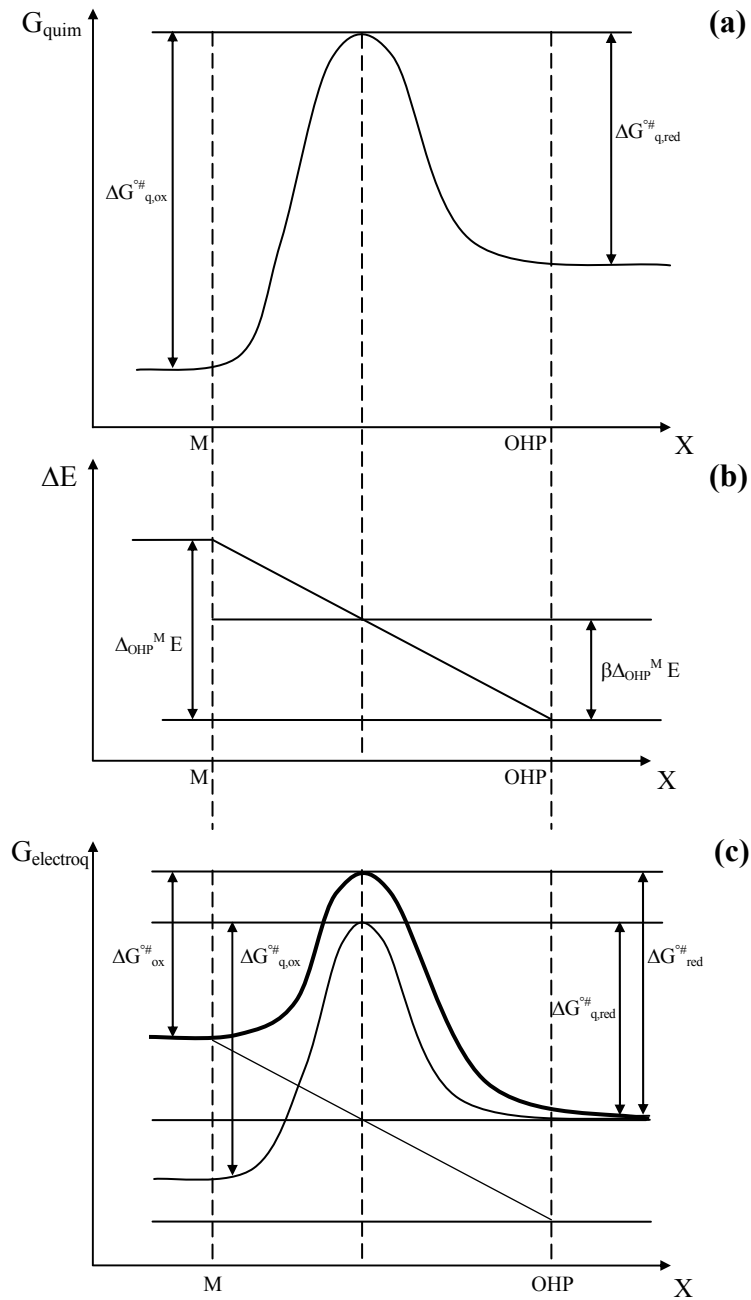 G_quim
(a)
ΔG°#_q,ox
ΔG°#_q,red
M
OHP
X
ΔE
(b)
Δ_OHP^M E
βΔ_OHP^M E
M
OHP
X
G_electroq
(c)
ΔG°#_ox
ΔG°#_q,ox
ΔG°#_red
ΔG°#_q,red
M
OHP
X